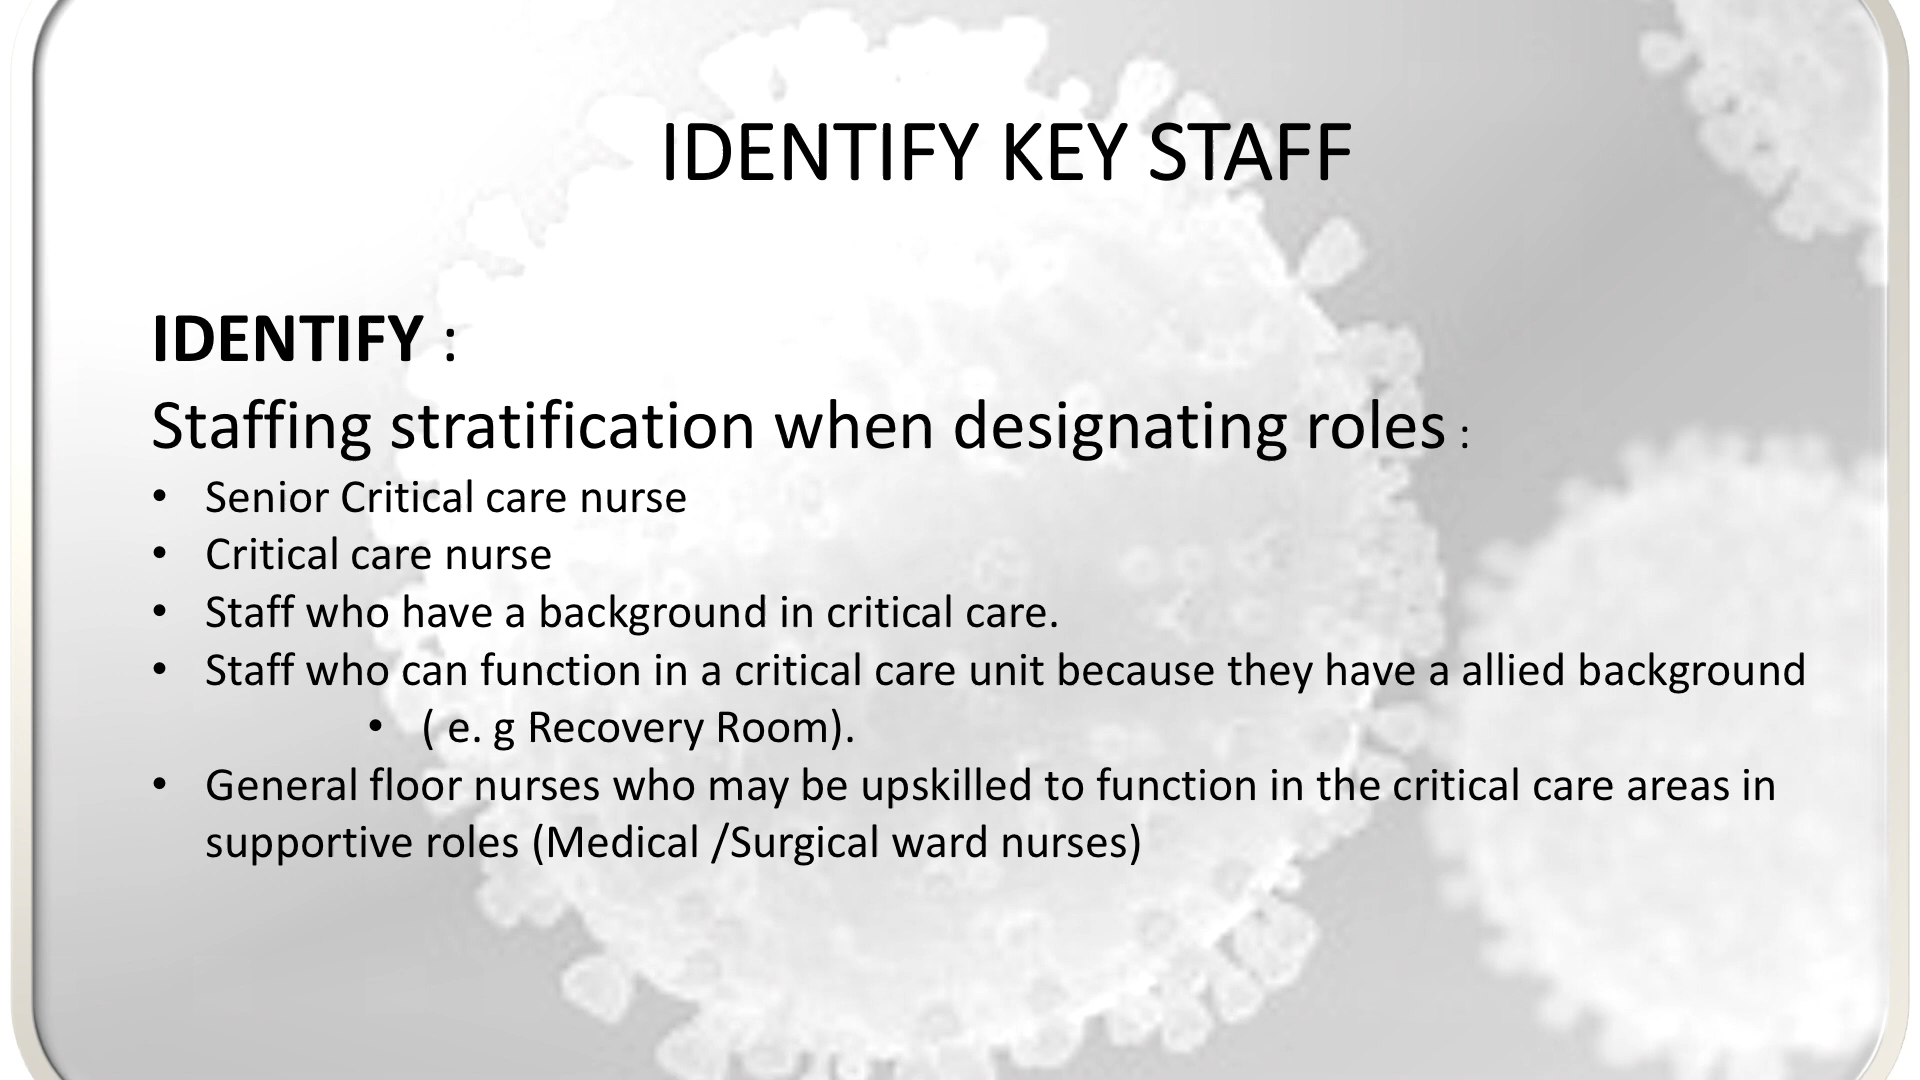 IDENTIFY KEY STAFF
IDENTIFY :
Staffing stratification when designating roles :
• Senior Critical care nurse
• Critical care nurse
• Staff who have a background in critical care.
• Staff who can function in a critical care unit because they have a allied background
• ( e. g Recovery Room).
• General floor nurses who may be upskilled to function in the critical care areas in
supportive roles (Medical /Surgical ward nurses)